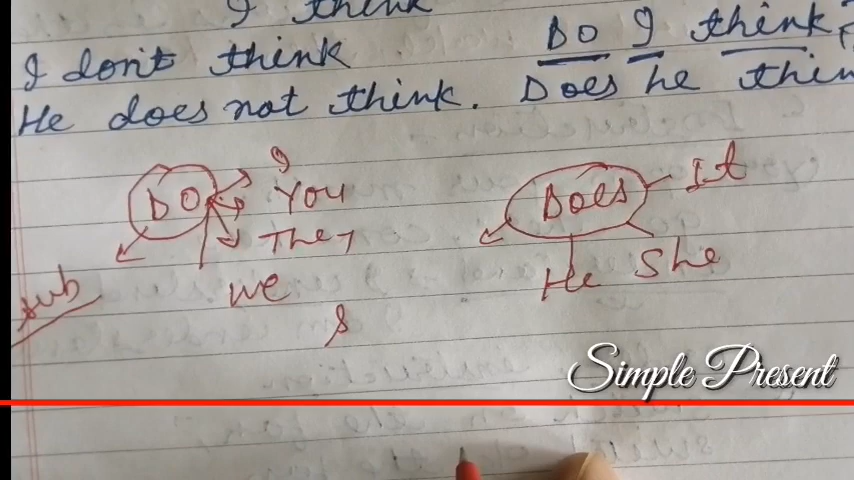 I think
I don't think Do I think
He does not think. Does he thin
DO I You They We
Does It She He
sub
S
Simple Present